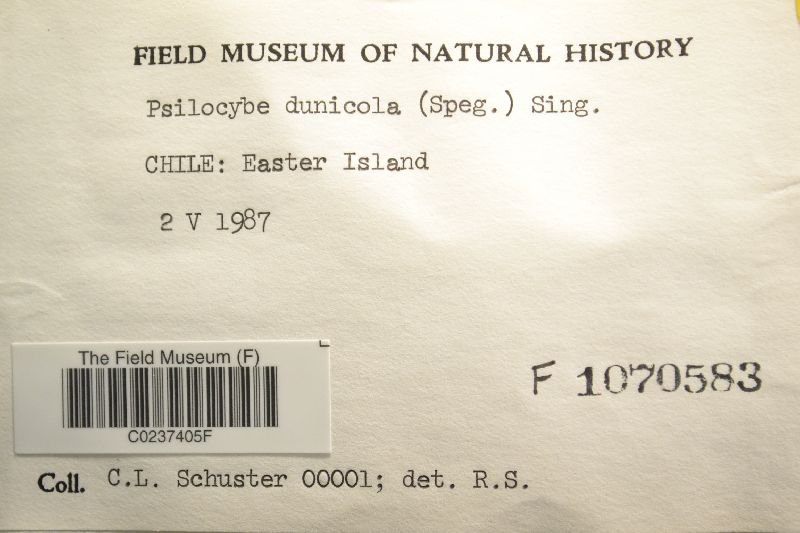 FIELD MUSEUM OF NATURAL HISTORY
Psilocybe dunicola (Speg.) Sing.
CHILE: Easter Island
2 V 1987
The Field Museum (F)
C0237405F
F 1070583
Coll. C.L. Schuster 00001; det. R.S.